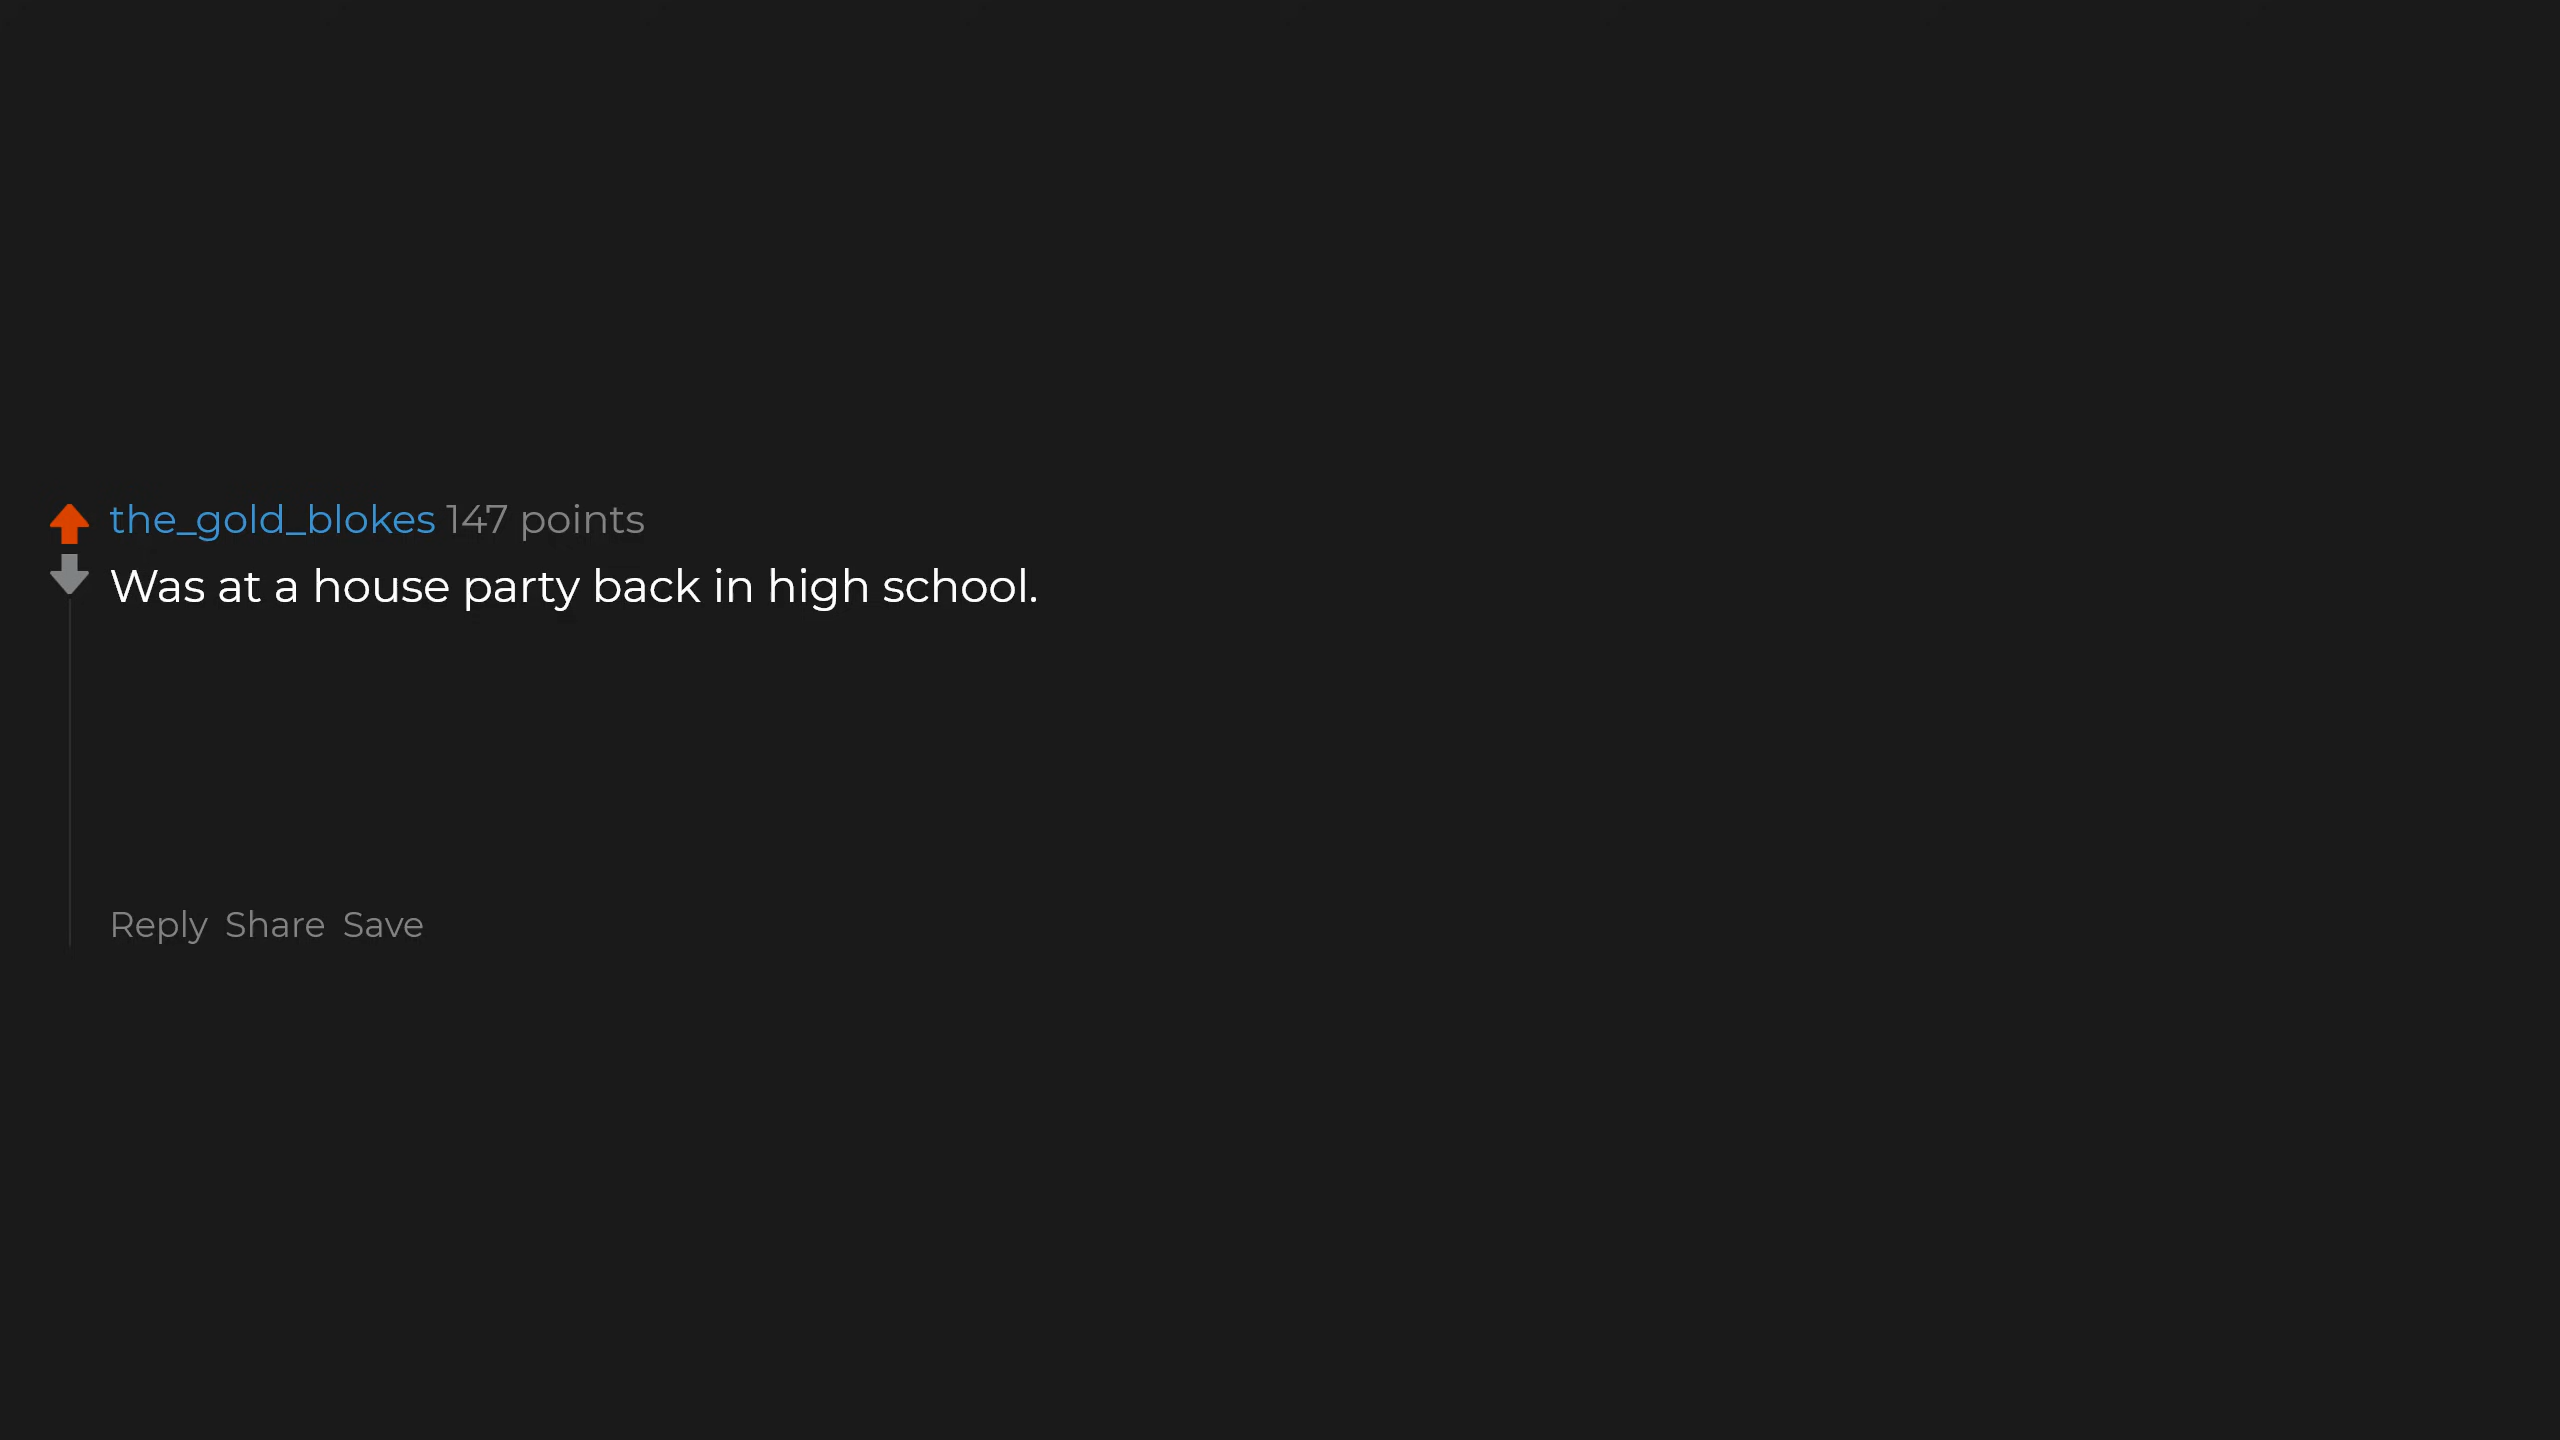 the_gold_blokes 147 points
Was at a house party back in high school.
Reply Share Save